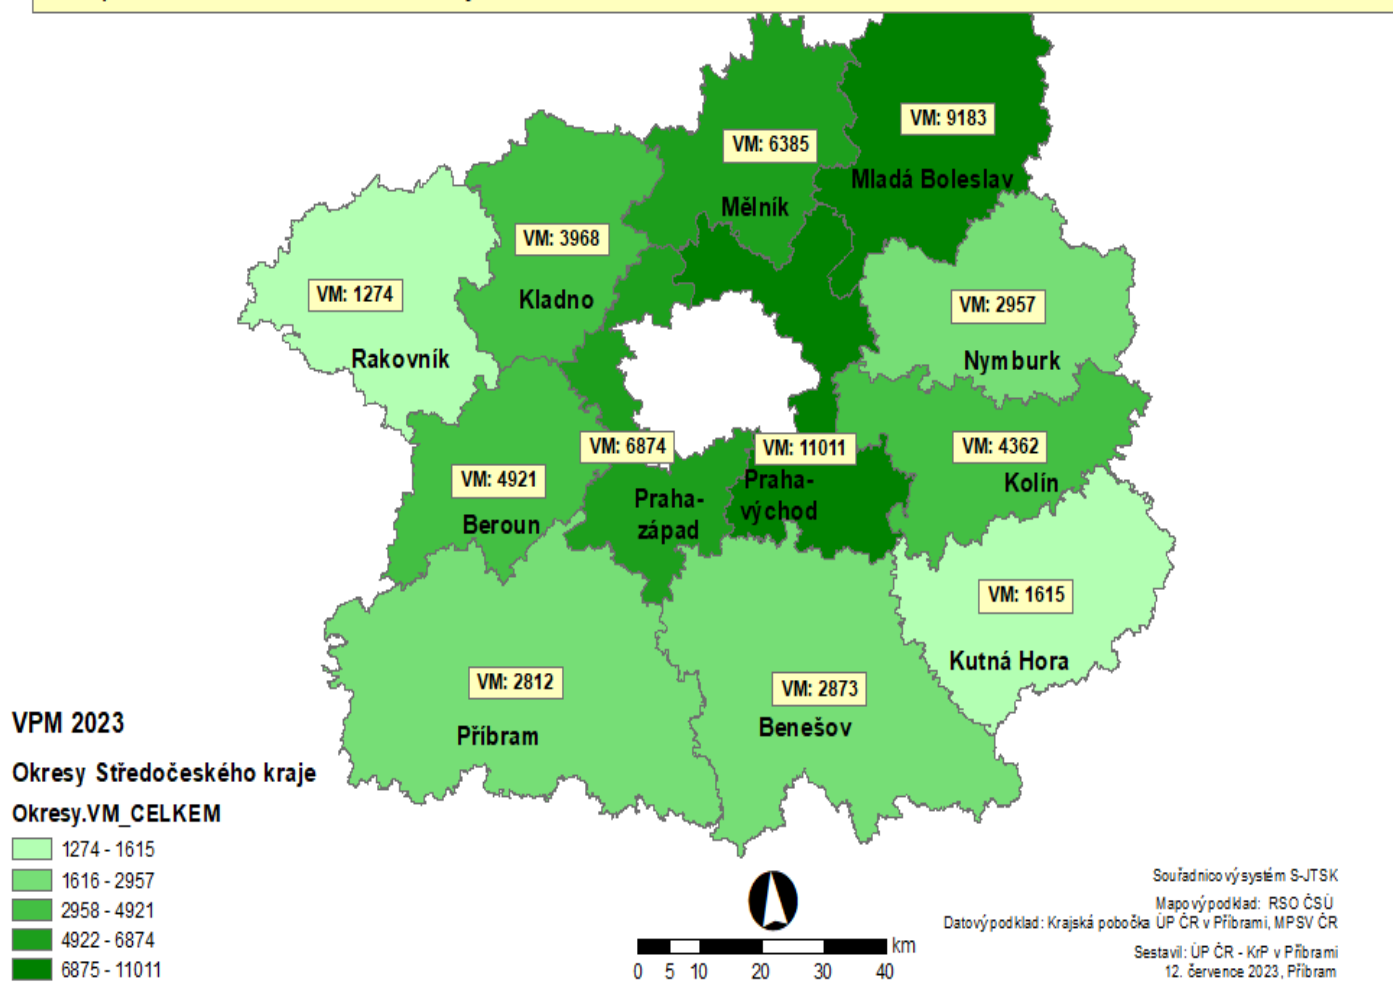 VM: 9183
VM: 6385
Mladá Boleslav
Mělník
VM: 3968
VM: 1274
Kladno
VM: 2957
Rakovník
Nymburk
VM: 6874
VM: 11011
VM: 4362
VM: 4921
Kolín
Praha-
východ
Praha-
západ
Beroun
VM: 1615
Kutná Hora
VM: 2812
VM: 2873
Příbram
Benešov
VPM 2023
Okresy Středočeského kraje
Okresy.VM_CELKEM
1274 - 1615
1616 - 2957
2958 - 4921
4922 - 6874
6875 - 11011
km
0 5 10 20 30 40
Souřadnicový systém S-JTSK
Mapový podklad: RSO ČSÚ
Datový podklad: Krajská pobočka ÚP ČR v Příbrami, MPSV ČR
Sestavil: ÚP ČR - KrP v Příbrami
12. července 2023, Příbram